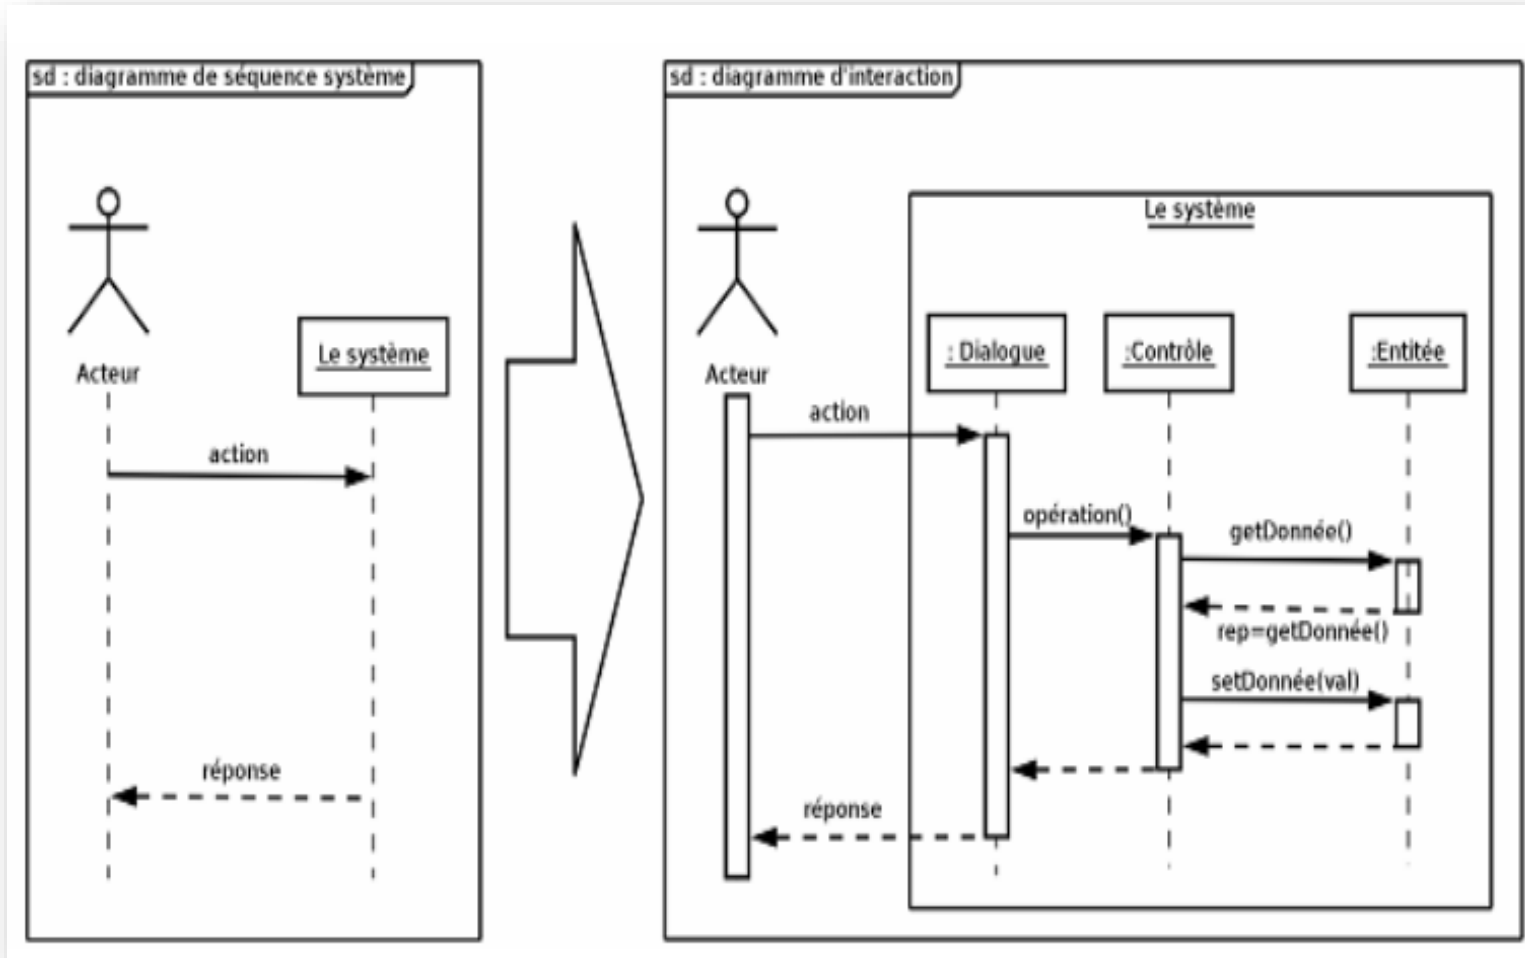 sd : diagramme de séquence système
Acteur
Le système
action
réponse
sd : diagramme d'interaction
Le système
Acteur
: Dialogue
:Contrôle
:Entitée
action
opération()
getDonnée()
rep=getDonnée()
setDonnée(val)
réponse